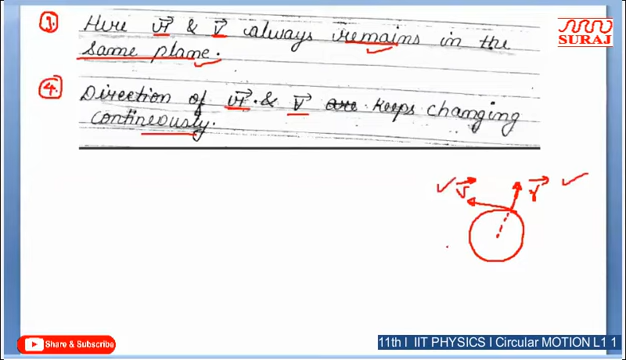 3. Here r & v always remains in the
same plane.
4. Direction of r & v are keeps changing
contineously.
v r
SURAJ
Share & Subscribe
11th I IIT PHYSICS I Circular MOTION L1 1